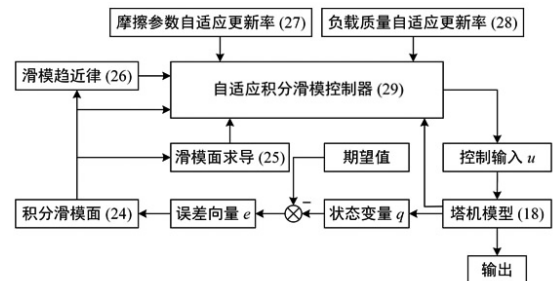 摩擦参数自适应更新率 (27)
负载质量自适应更新率 (28)
滑模趋近律 (26)
自适应积分滑模控制器 (29)
滑模面求导 (25)
期望值
控制输入 u
积分滑模面 (24)
误差向量 e
−
状态变量 q
塔机模型 (18)
输出